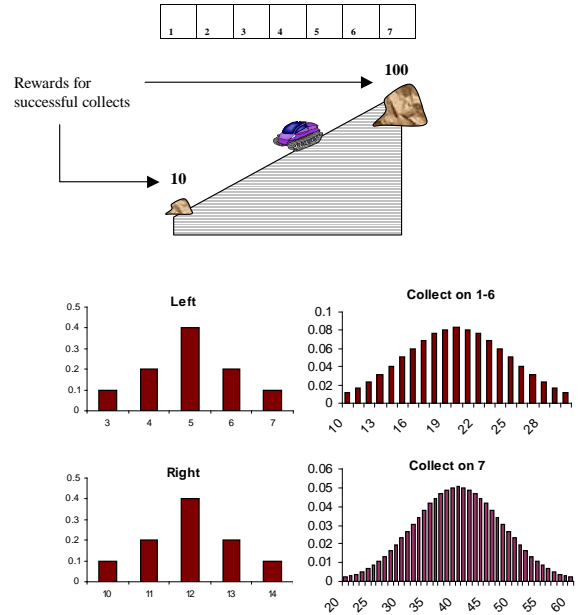 1 2 3 4 5 6 7
100
Rewards for
successful collects
10
Left
0.5
0.4
0.3
0.2
0.1
0
3 4 5 6 7
Collect on 1-6
0.1
0.08
0.06
0.04
0.02
0
10 13 16 19 22 25 28
Right
0.5
0.4
0.3
0.2
0.1
0
10 11 12 13 14
Collect on 7
0.06
0.05
0.04
0.03
0.02
0.01
0
20 25 30 35 40 45 50 55 60